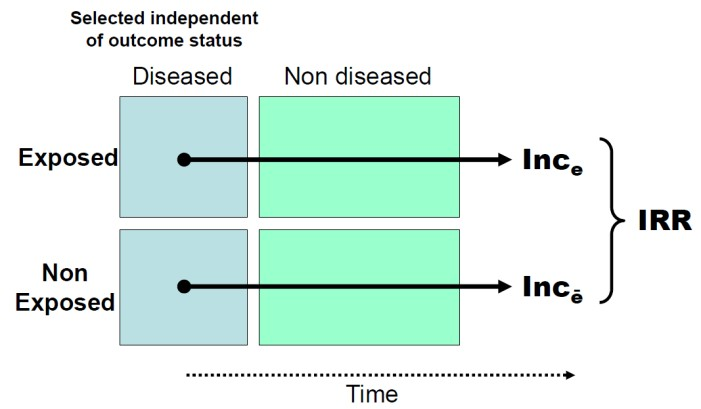 Selected independent
of outcome status
Diseased
Non diseased
Exposed
Inc e
IRR
Non
Exposed
Inc ē
Time